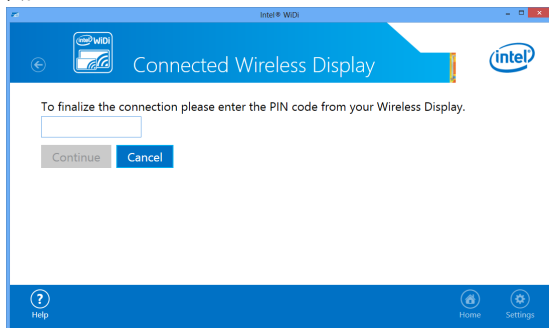 Intel® WiDi
intel WiDi
Connected Wireless Display
intel
To finalize the connection please enter the PIN code from your Wireless Display.
Continue Cancel
?
Help Home Settings